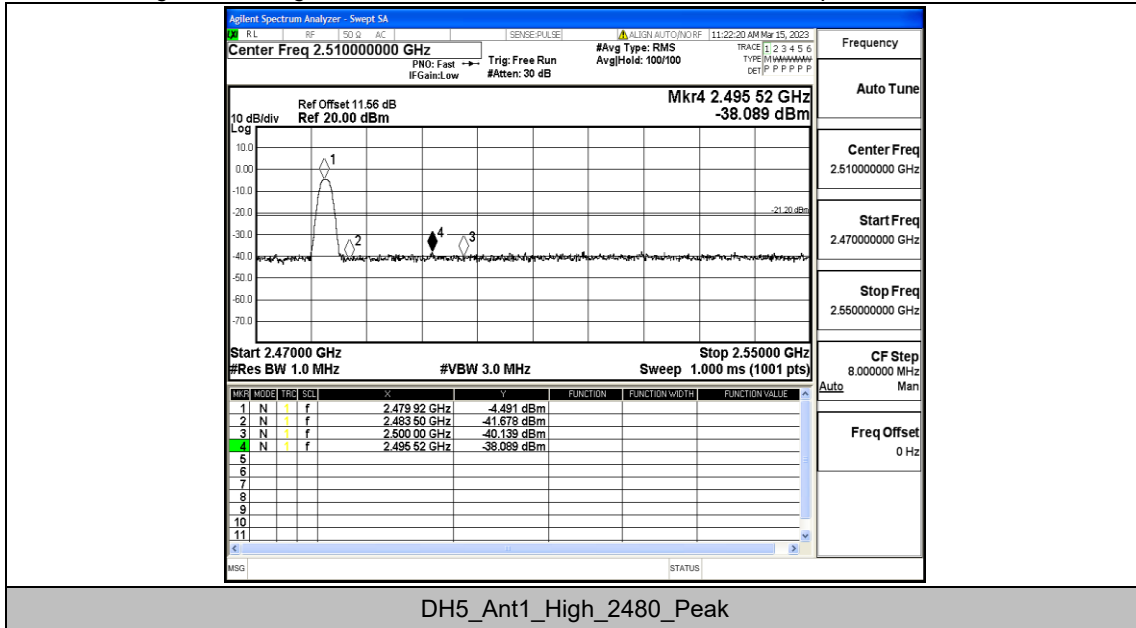 Agilent Spectrum Analyzer - Swept SA
RL RF 50 Ω AC SENSE:PULSE ALIGN AUTO/NO RF 11:22:20 AM Mar 15, 2023
Center Freq 2.510000000 GHz
PNO: Fast
IFGain:Low
Trig: Free Run
#Atten: 30 dB
#Avg Type: RMS
Avg|Hold: 100/100
TRACE 1 2 3 4 5 6
TYPE M WWWWW
DET P P P P P P
Ref Offset 11.56 dB
10 dB/div Ref 20.00 dBm
Log
Mkr4 2.495 52 GHz
-38.089 dBm
10.0
0.00
-10.0
-20.0
-30.0
-40.0
-50.0
-60.0
-70.0
1
2
4
3
-21.20 dBm
Start 2.47000 GHz Stop 2.55000 GHz
#Res BW 1.0 MHz #VBW 3.0 MHz Sweep 1.000 ms (1001 pts)
MKR MODE TRC SCL X Y FUNCTION FUNCTION WIDTH FUNCTION VALUE
1 N 1 f 2.479 92 GHz -4.491 dBm
2 N 1 f 2.483 50 GHz -41.678 dBm
3 N 1 f 2.500 00 GHz -40.139 dBm
4 N 1 f 2.495 52 GHz -38.089 dBm
5
6
7
8
9
10
11
MSG STATUS
Frequency
Auto Tune
Center Freq
2.510000000 GHz
Start Freq
2.470000000 GHz
Stop Freq
2.550000000 GHz
CF Step
8.000000 MHz
Auto Man
Freq Offset
0 Hz
DH5_Ant1_High_2480_Peak